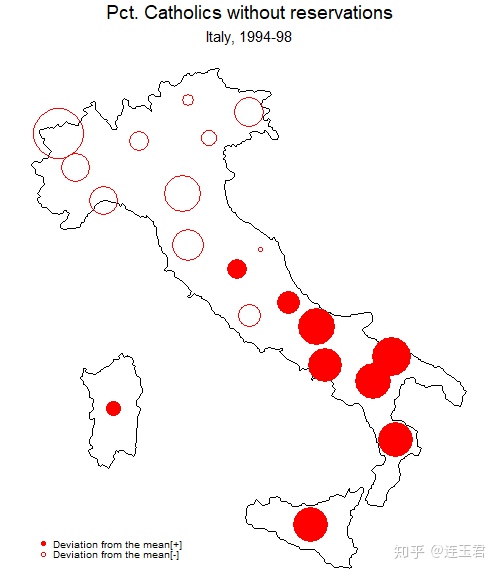 Pct. Catholics without reservations
Italy, 1994-98
Deviation from the mean[+]
Deviation from the mean[-]
知乎 @连玉君